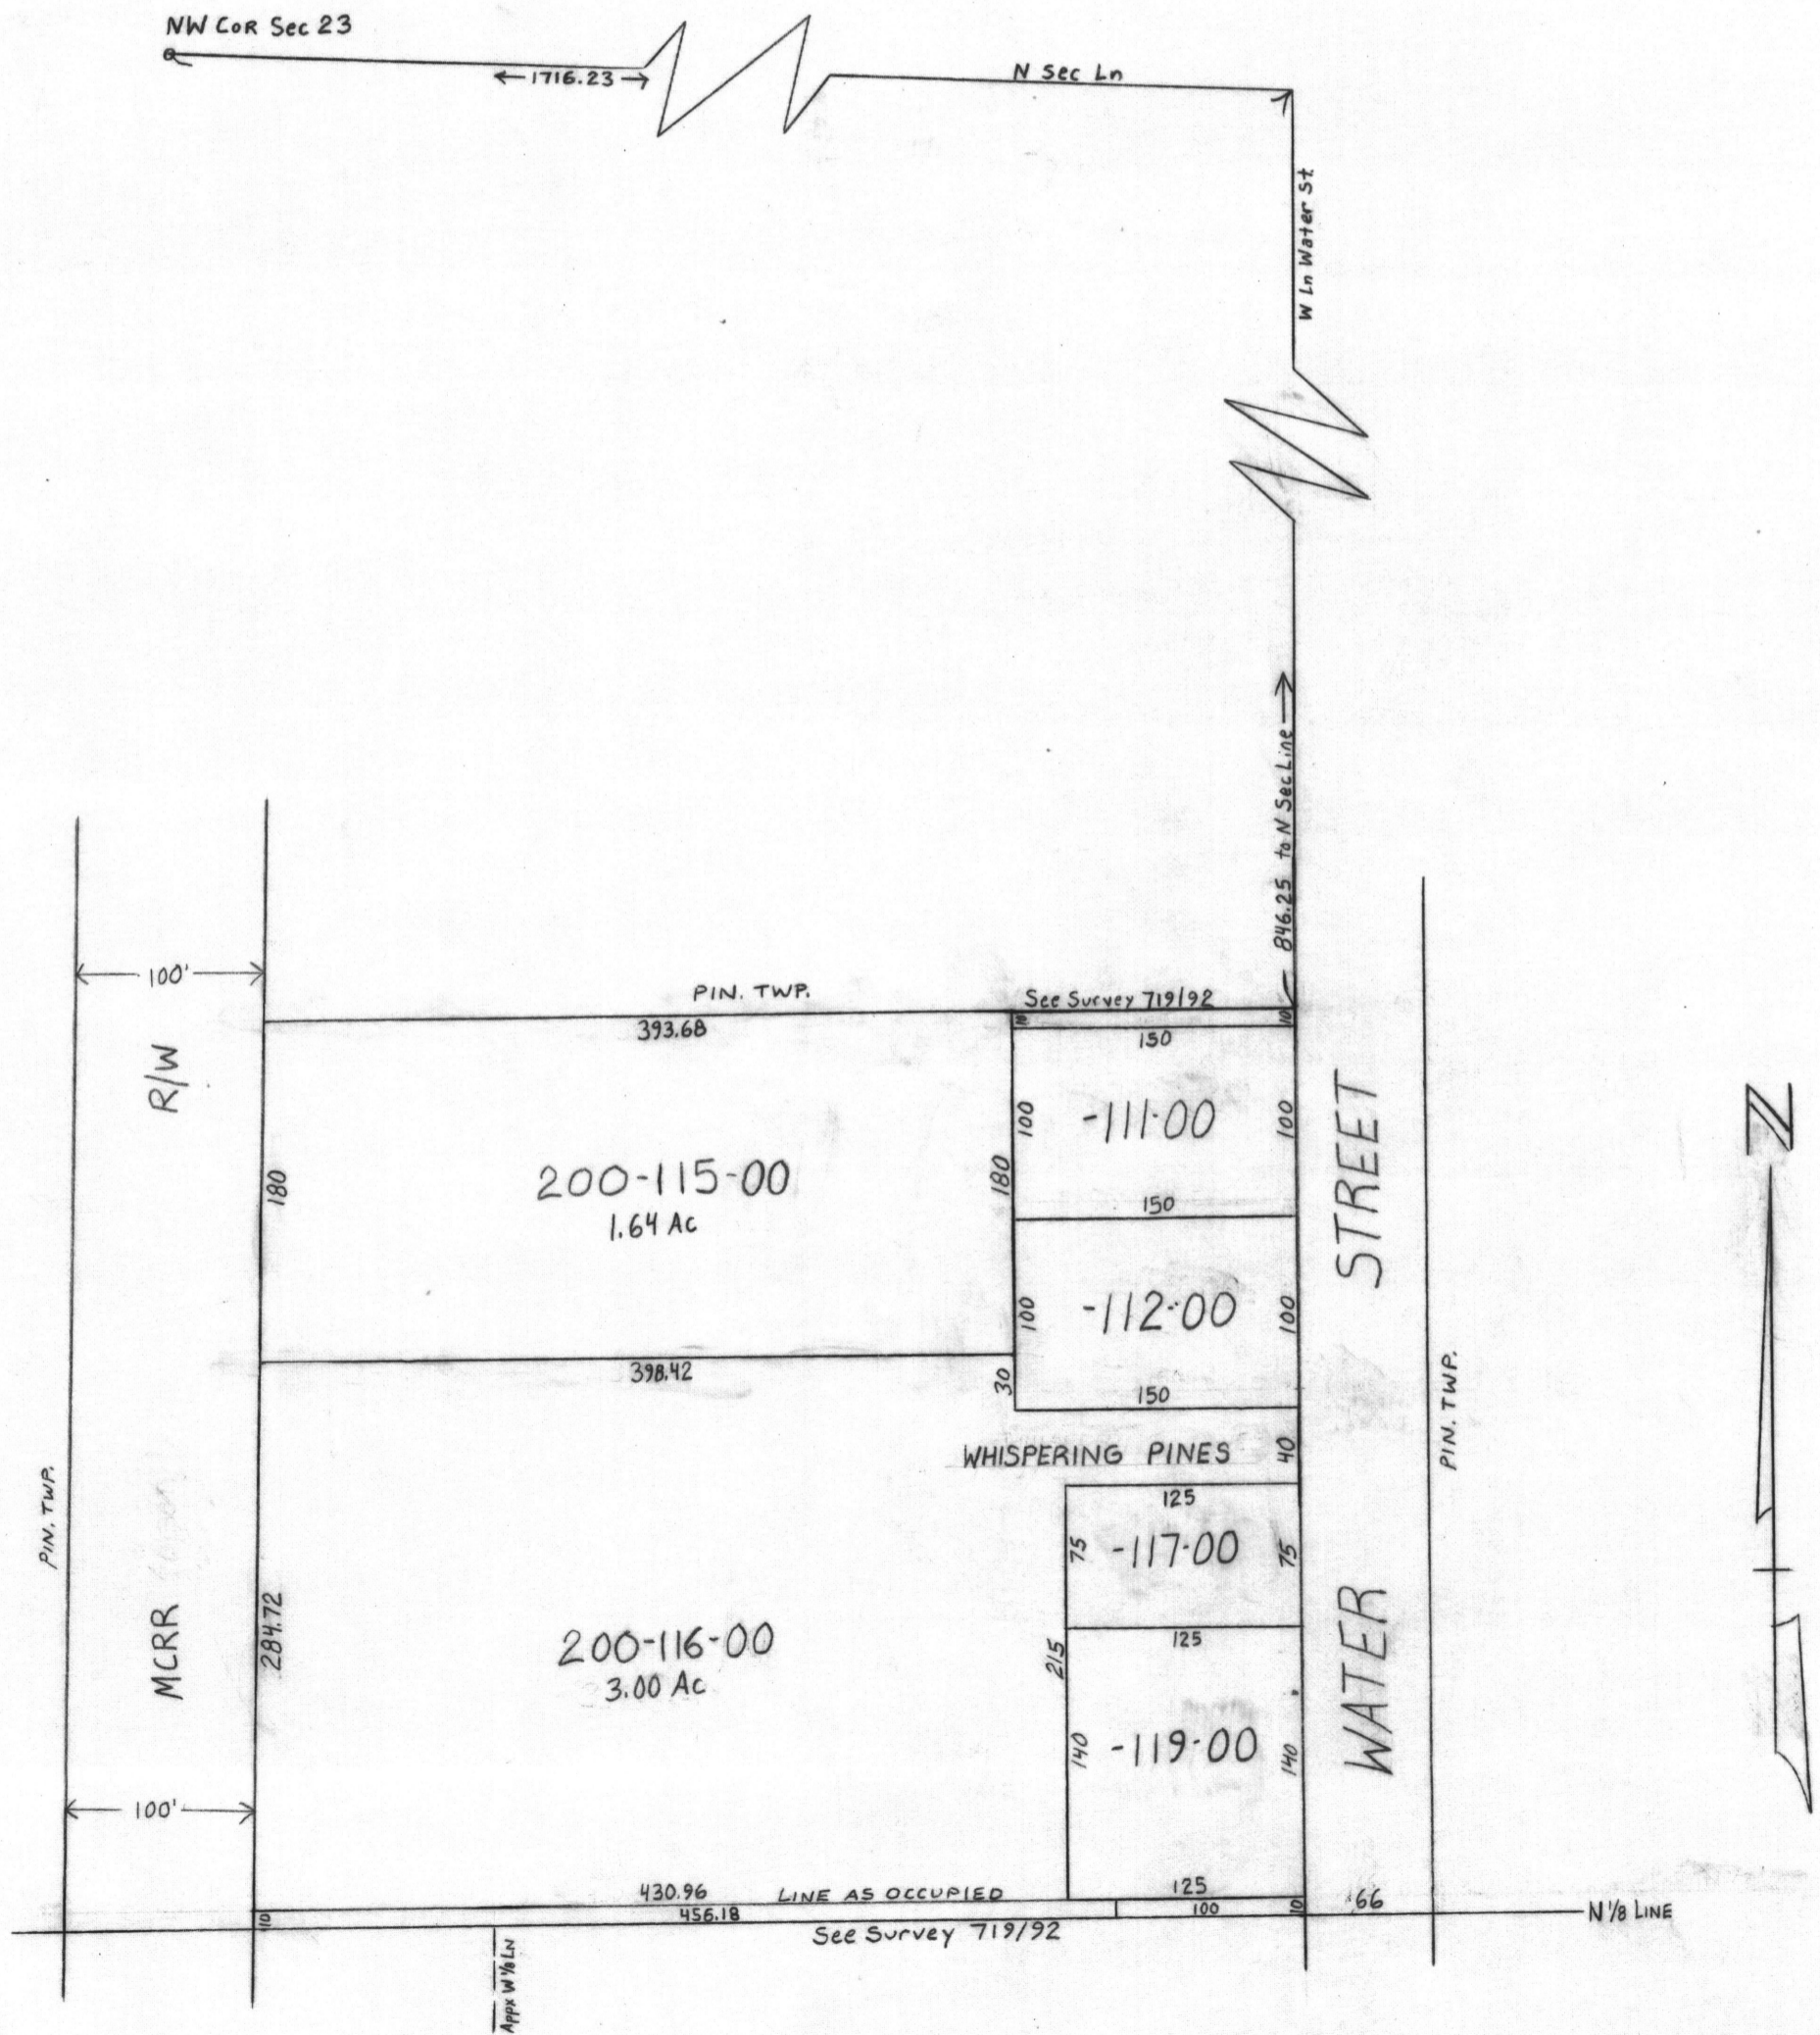 NW COR Sec 23
1716.23
N Sec Ln
W Ln Water St
846.25 to N Sec Line
100'
PIN. TWP.
See Survey 719/92
393.68
10
10
150
R/W
180
200-115-00
1.64 Ac
180
100
-111-00
100
150
100
-112-00
100
STREET
398.42
30
150
PIN. TWP.
WHISPERING PINES
40
125
75
-117-00
75
PIN. TWP.
MCRR
284.72
200-116-00
3.00 Ac
215
125
140
-119-00
140
WATER
N
100'
430.96
LINE AS OCCUPIED
125
10
456.18
100
10
66
N 1/8 LINE
See Survey 719/92
Appx W 1/8 LN